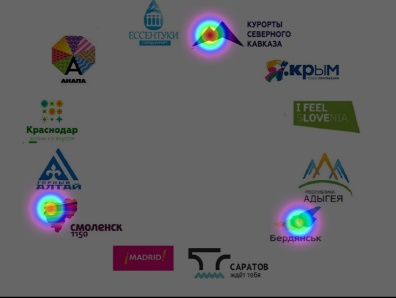 ЕССЕНТУКИ
КУРОРТЫ
СЕВЕРНОГО
КАВКАЗА
А
АНАПА
.КРЫМ
I FEEL
SLOVENIA
Краснодар
ГОРНЫЙ
АЛТАЙ
РЕСПУБЛИКА
АДЫГЕЯ
СМОЛЕНСК
1150
Бердянськ
¡MADRID!
САРАТОВ
ЖДЁТ ТЕБЯ